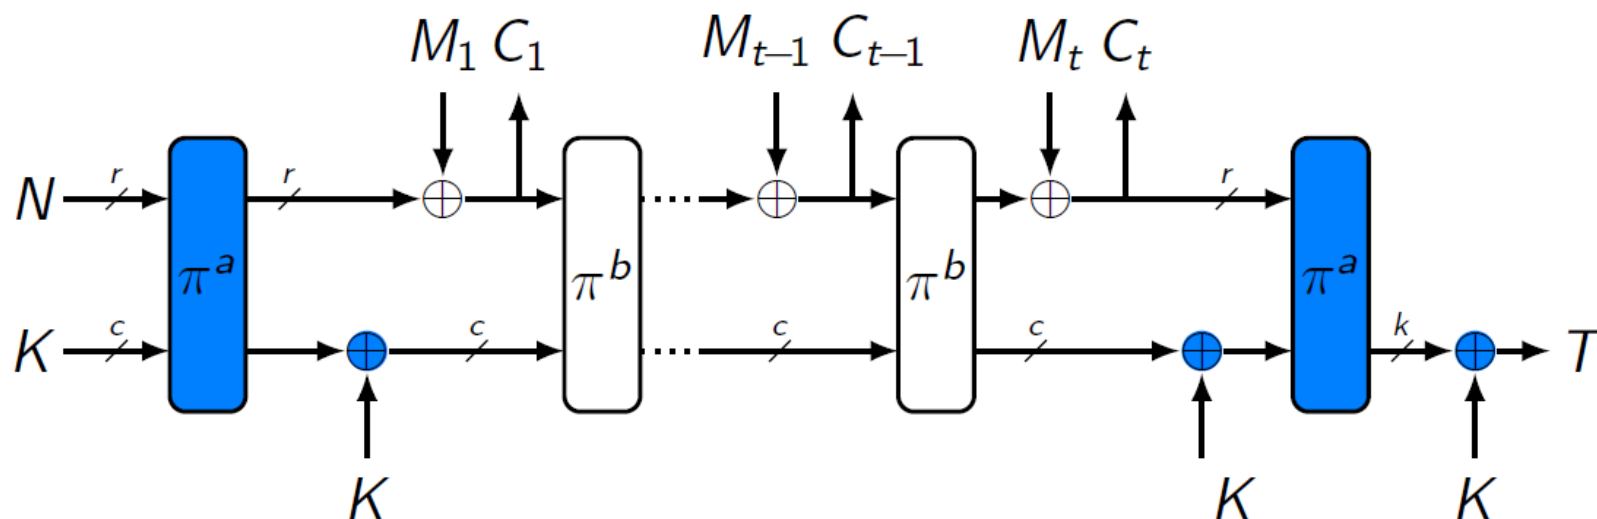 M₁ C₁ Mₜ₋₁ Cₜ₋₁ Mₜ Cₜ
N r r r
πᵃ πᵇ πᵇ πᵃ
K c c c c k T
K K K